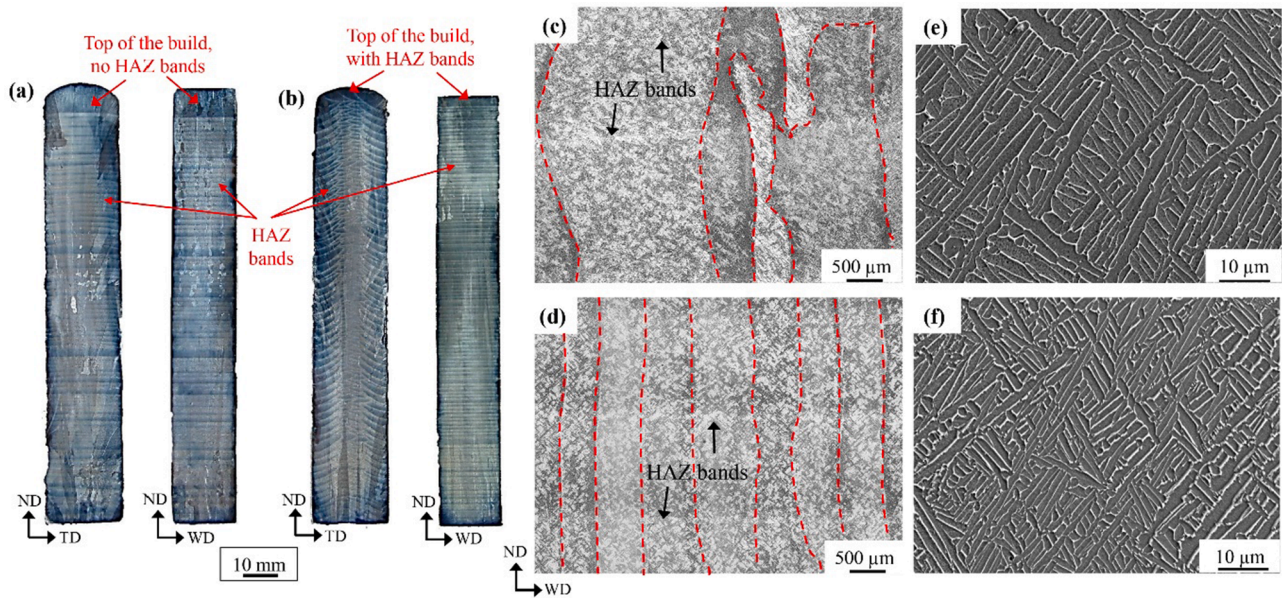 Top of the build,
no HAZ bands
(a)
Top of the build,
with HAZ bands
(b)
HAZ
bands
ND
TD
ND
WD
ND
TD
ND
WD
10 mm
(c)
HAZ bands
500 µm
(d)
HAZ bands
500 µm
ND
WD
(e)
10 µm
(f)
10 µm